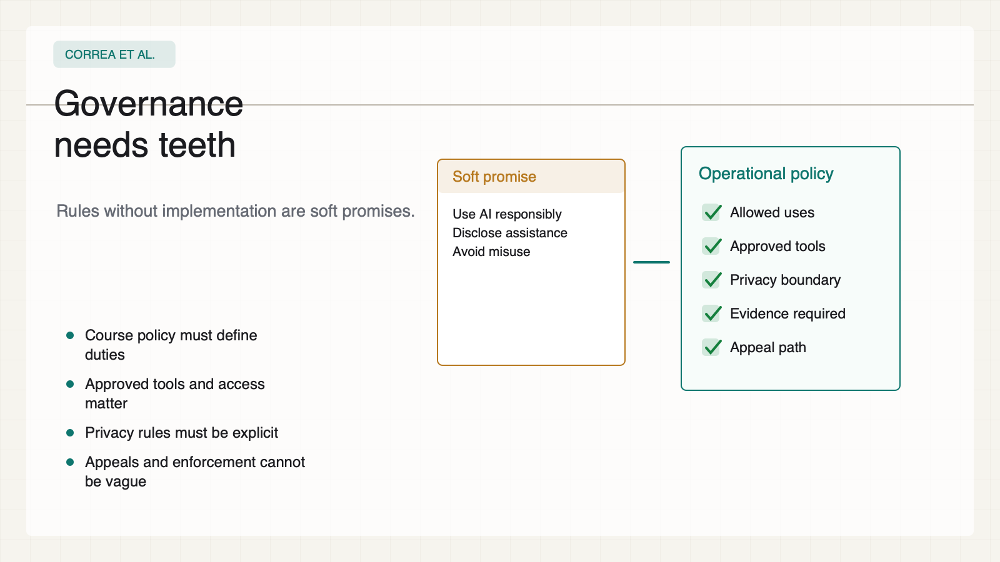 CORREA ET AL.
Governance
needs teeth
Rules without implementation are soft promises.
Course policy must define
duties
Approved tools and access
matter
Privacy rules must be explicit
Appeals and enforcement cannot
be vague
Soft promise
Use AI responsibly
Disclose assistance
Avoid misuse
Operational policy
Allowed uses
Approved tools
Privacy boundary
Evidence required
Appeal path